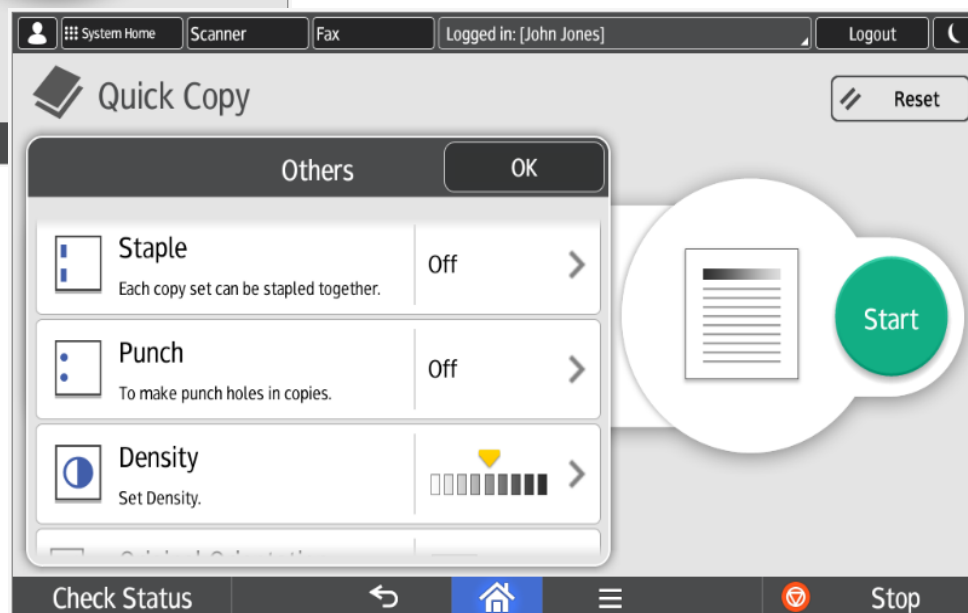 System Home
Scanner
Fax
Logged in: [John Jones]
Logout
Quick Copy
Reset
Others
OK
Staple
Off
Each copy set can be stapled together.
Punch
Off
To make punch holes in copies.
Density
Set Density.
Start
Check Status
Stop